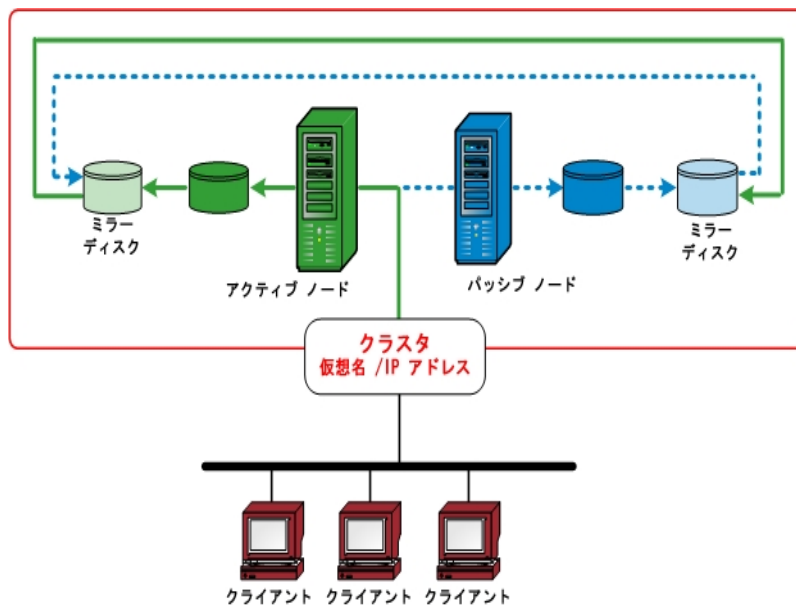 ミラー
ディスク
アクティブ ノード
パッシブ ノード
ミラー
ディスク
クラスタ
仮想名 /IP アドレス
クライアント
クライアント
クライアント